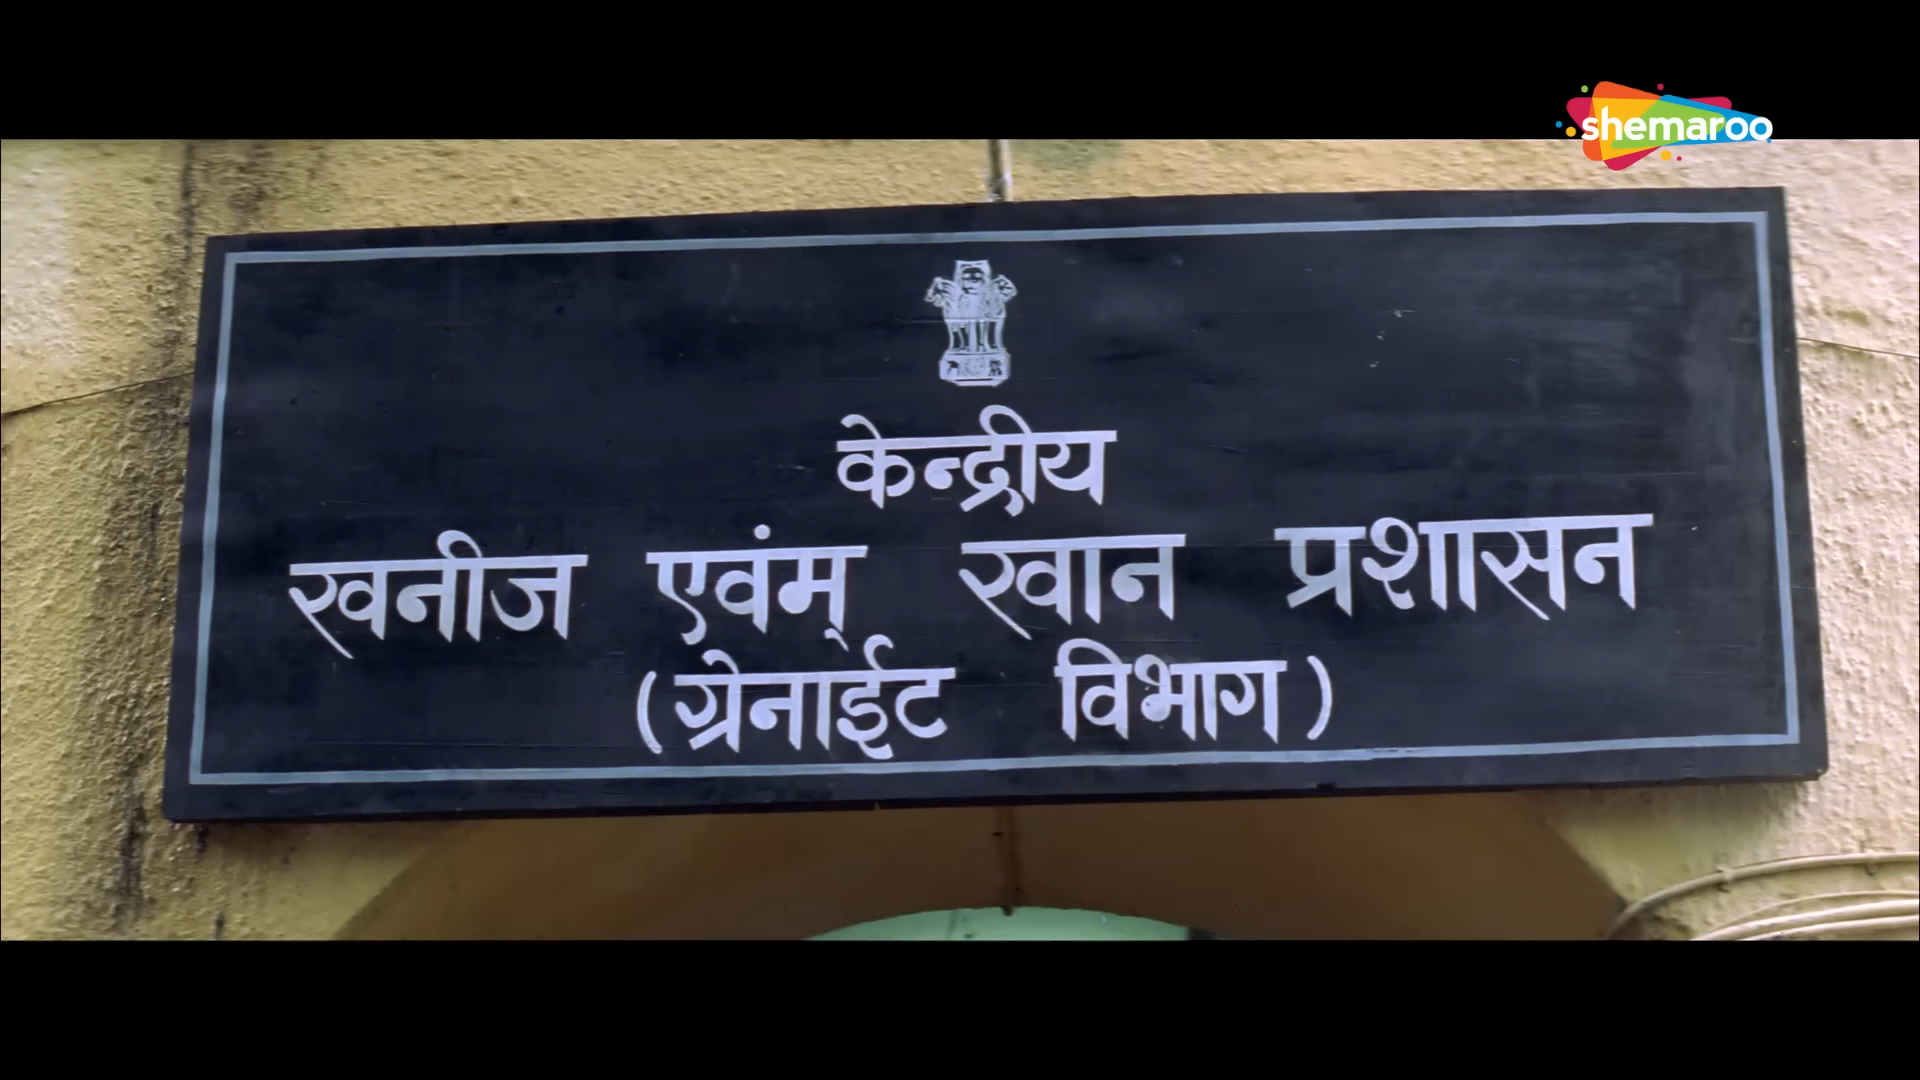 shemaroo
केन्द्रीय
खनीज एवंम् खान प्रशासन
(ग्रेनाईट विभाग)